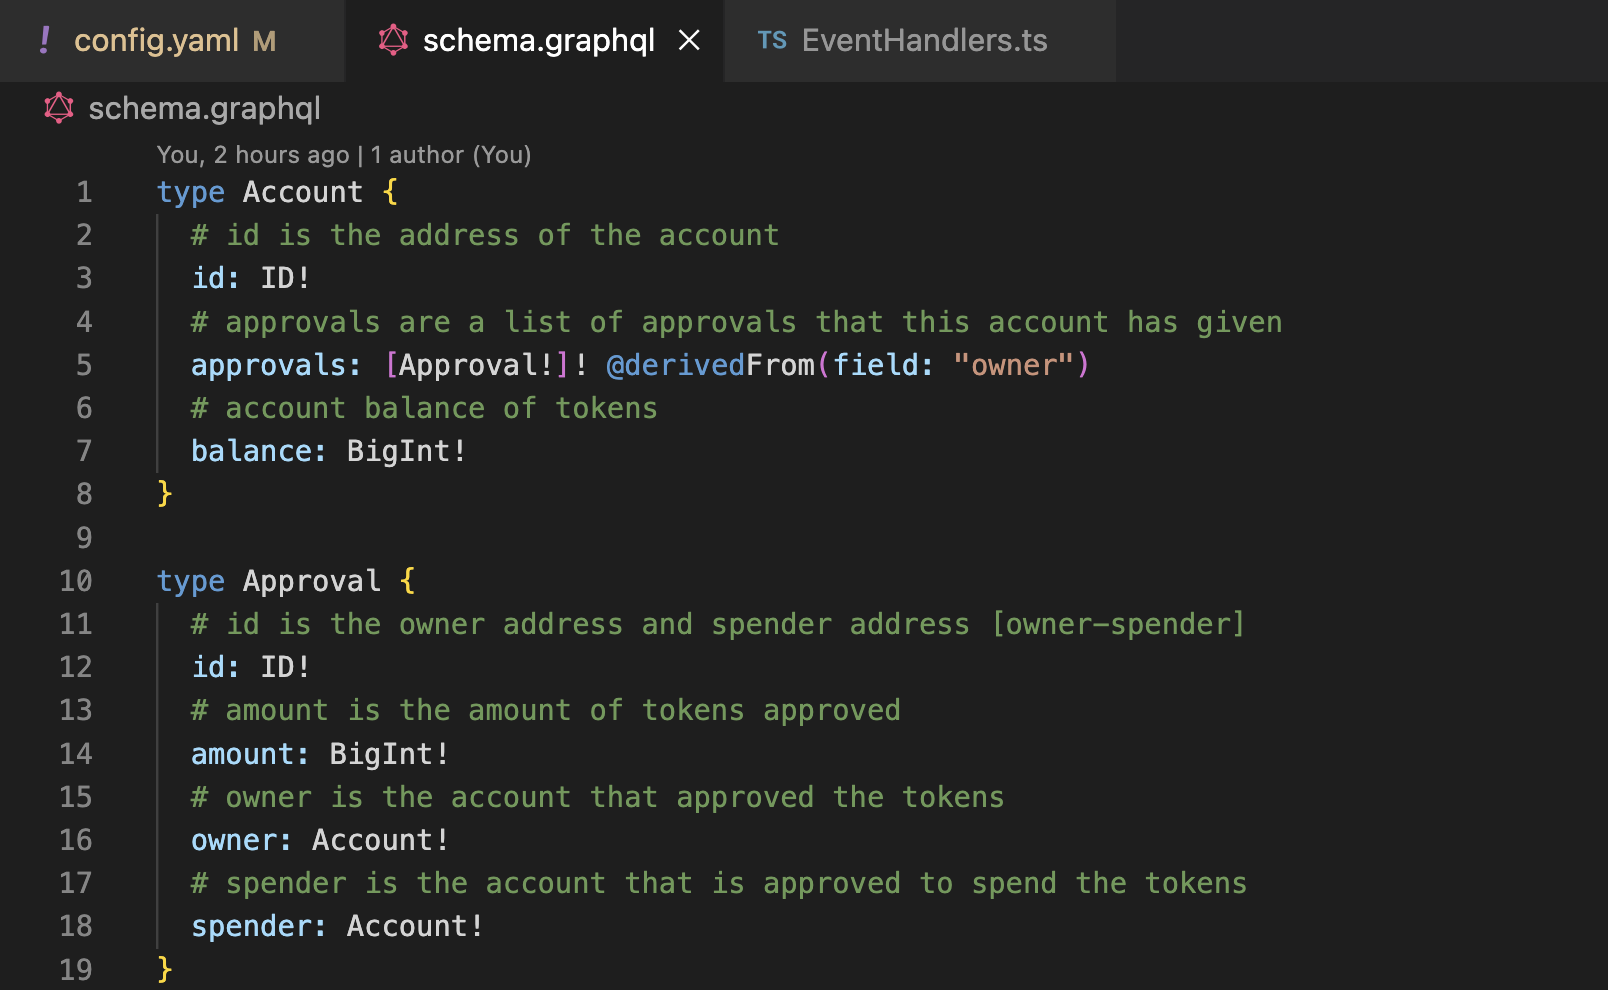 ! config.yaml M schema.graphql × TS EventHandlers.ts
schema.graphql
You, 2 hours ago | 1 author (You)
1 type Account {
2 # id is the address of the account
3 id: ID!
4 # approvals are a list of approvals that this account has given
5 approvals: [Approval!]! @derivedFrom(field: "owner")
6 # account balance of tokens
7 balance: BigInt!
8 }
9
10 type Approval {
11 # id is the owner address and spender address [owner-spender]
12 id: ID!
13 # amount is the amount of tokens approved
14 amount: BigInt!
15 # owner is the account that approved the tokens
16 owner: Account!
17 # spender is the account that is approved to spend the tokens
18 spender: Account!
19 }